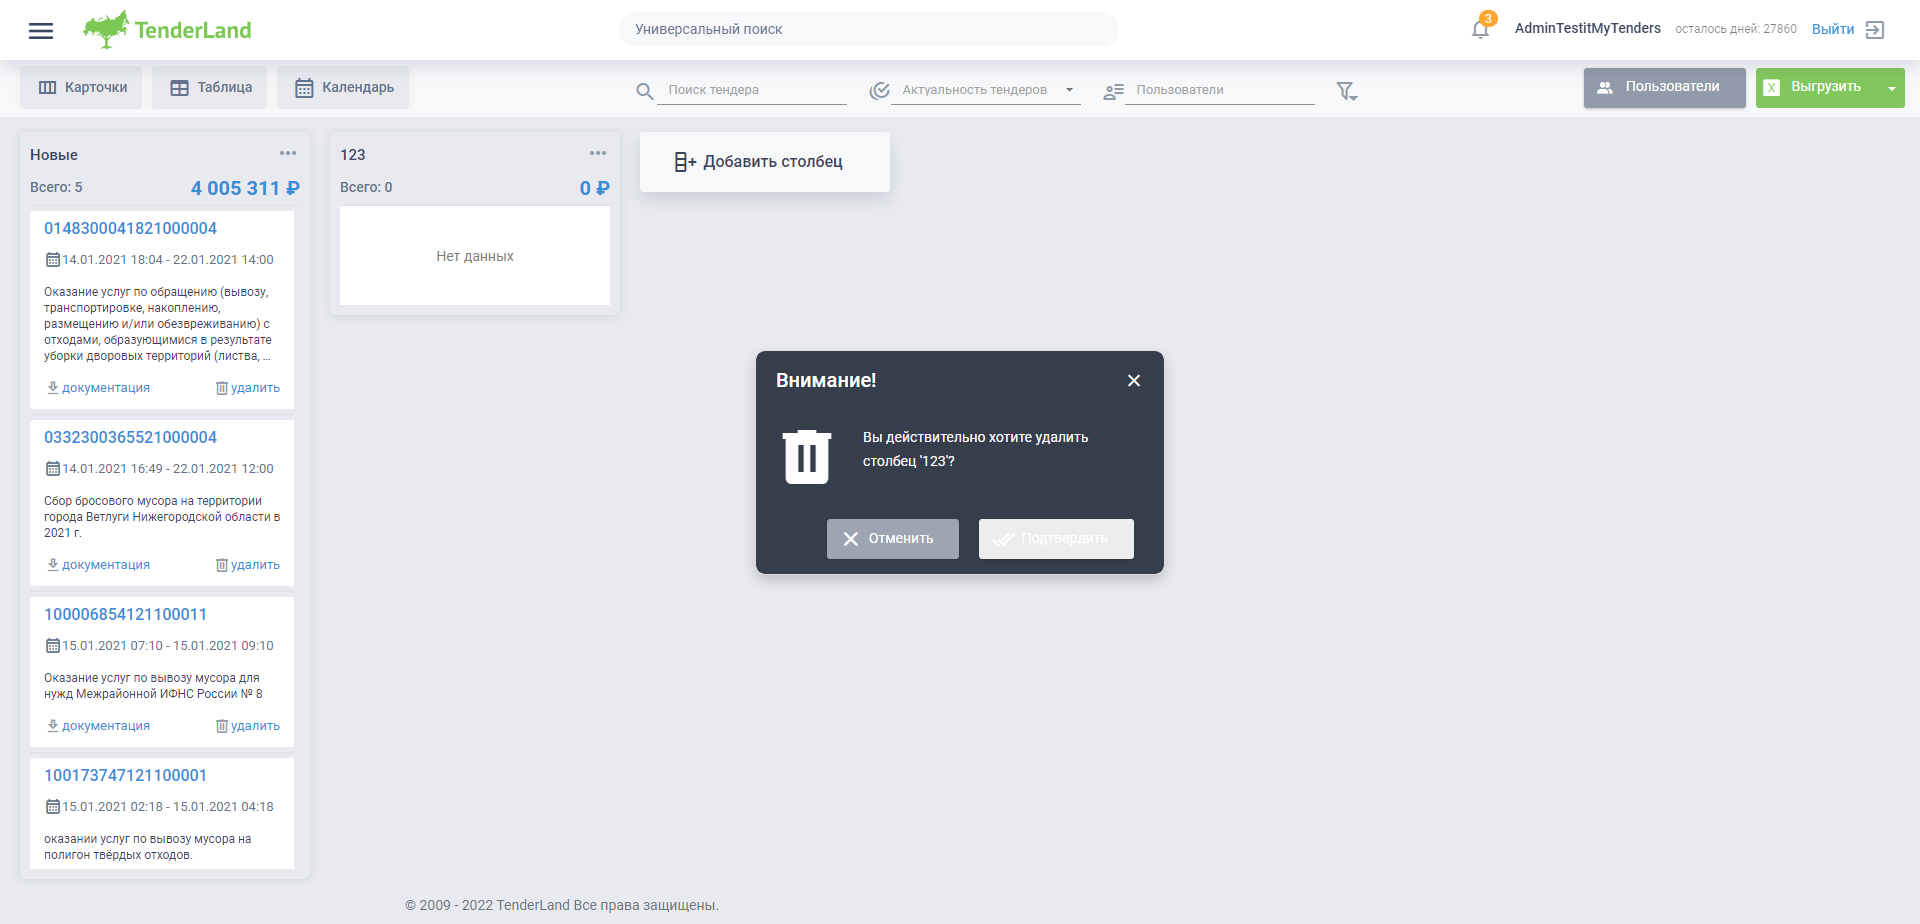 TenderLand
Универсальный поиск
3
AdminTestitMyTenders
осталось дней: 27860
Выйти
Карточки
Таблица
Календарь
Поиск тендера
Актуальность тендеров
Пользователи
Пользователи
X
Выгрузить
Новые
Всего: 5
4 005 311 ₽
0148300041821000004
14.01.2021 18:04 - 22.01.2021 14:00
Оказание услуг по обращению (вывозу,
транспортировке, накоплению,
размещению и/или обезвреживанию) с
отходами, образующимися в результате
уборки дворовых территорий (листва, ...
документация
удалить
0332300365521000004
14.01.2021 16:49 - 22.01.2021 12:00
Сбор бросового мусора на территории
города Ветлуги Нижегородской области в
2021 г.
документация
удалить
100006854121100011
15.01.2021 07:10 - 15.01.2021 09:10
Оказание услуг по вывозу мусора для
нужд Межрайонной ИФНС России № 8
документация
удалить
100173747121100001
15.01.2021 02:18 - 15.01.2021 04:18
оказании услуг по вывозу мусора на
полигон твёрдых отходов.
123
Всего: 0
0 ₽
Нет данных
Добавить столбец
Внимание!
Вы действительно хотите удалить
столбец '123'?
Отменить
Подтвердить
© 2009 - 2022 TenderLand Все права защищены.